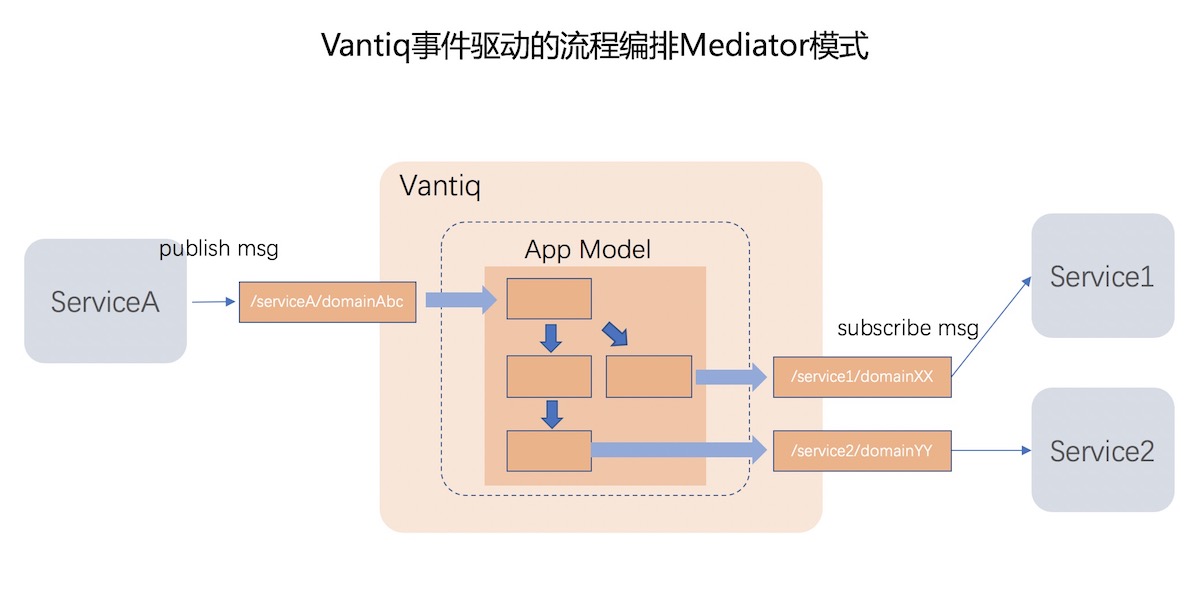 Vantiq事件驱动的流程编排Mediator模式
Vantiq
App Model
publish msg
ServiceA
/serviceA/domainAbc
subscribe msg
Service1
/service1/domainXX
/service2/domainYY
Service2